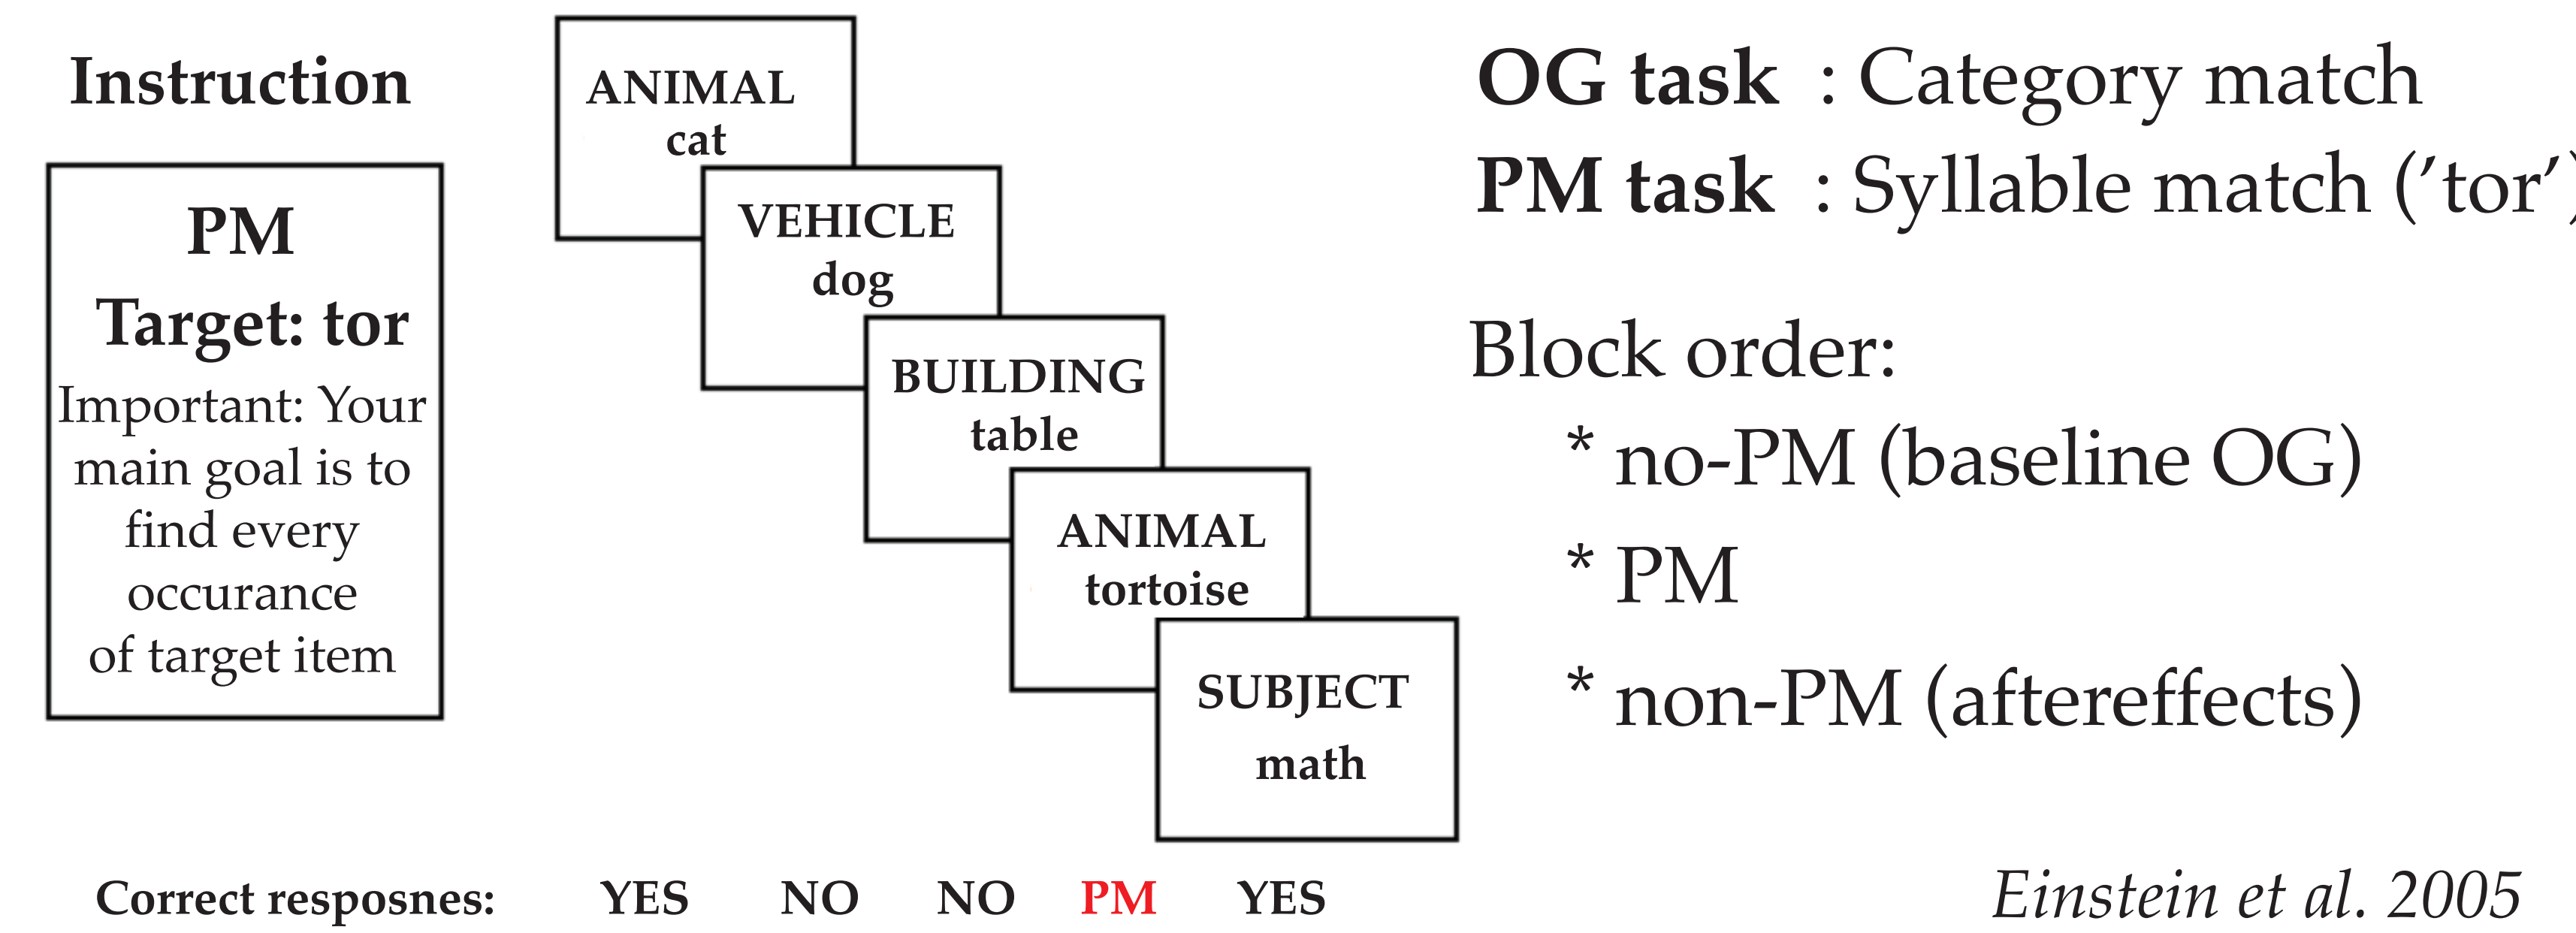 Instruction
PM
Target: tor
Important: Your
main goal is to
find every
occurance
of target item
ANIMAL
cat
VEHICLE
dog
BUILDING
table
ANIMAL
tortoise
SUBJECT
math
Correct resposnes: YES NO NO PM YES
OG task : Category match
PM task : Syllable match (’tor’)
Block order:
* no-PM (baseline OG)
* PM
* non-PM (aftereffects)
Einstein et al. 2005